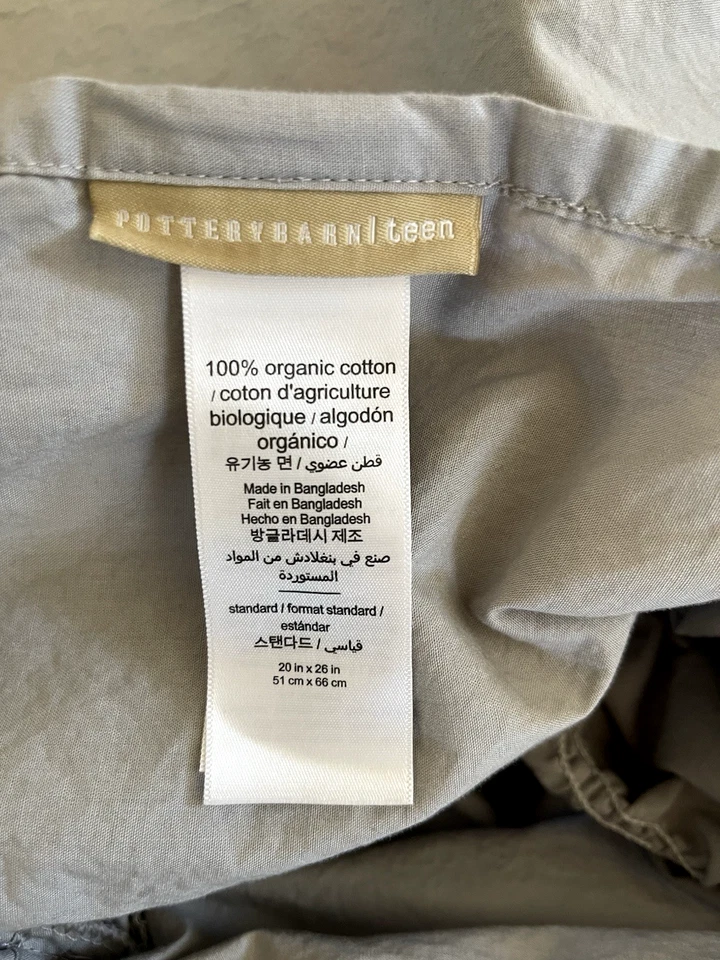 POTTERYBARN|teen
100% organic cotton
/ coton d'agriculture
biologique / algodón
orgánico /
유기농 면 / قطن عضوي
Made in Bangladesh
Fait en Bangladesh
Hecho en Bangladesh
방글라데시 제조
صنع في بنغلادش من المواد
المستوردة
standard / format standard /
estándar
스탠다드 / قياسي
20 in x 26 in
51 cm x 66 cm